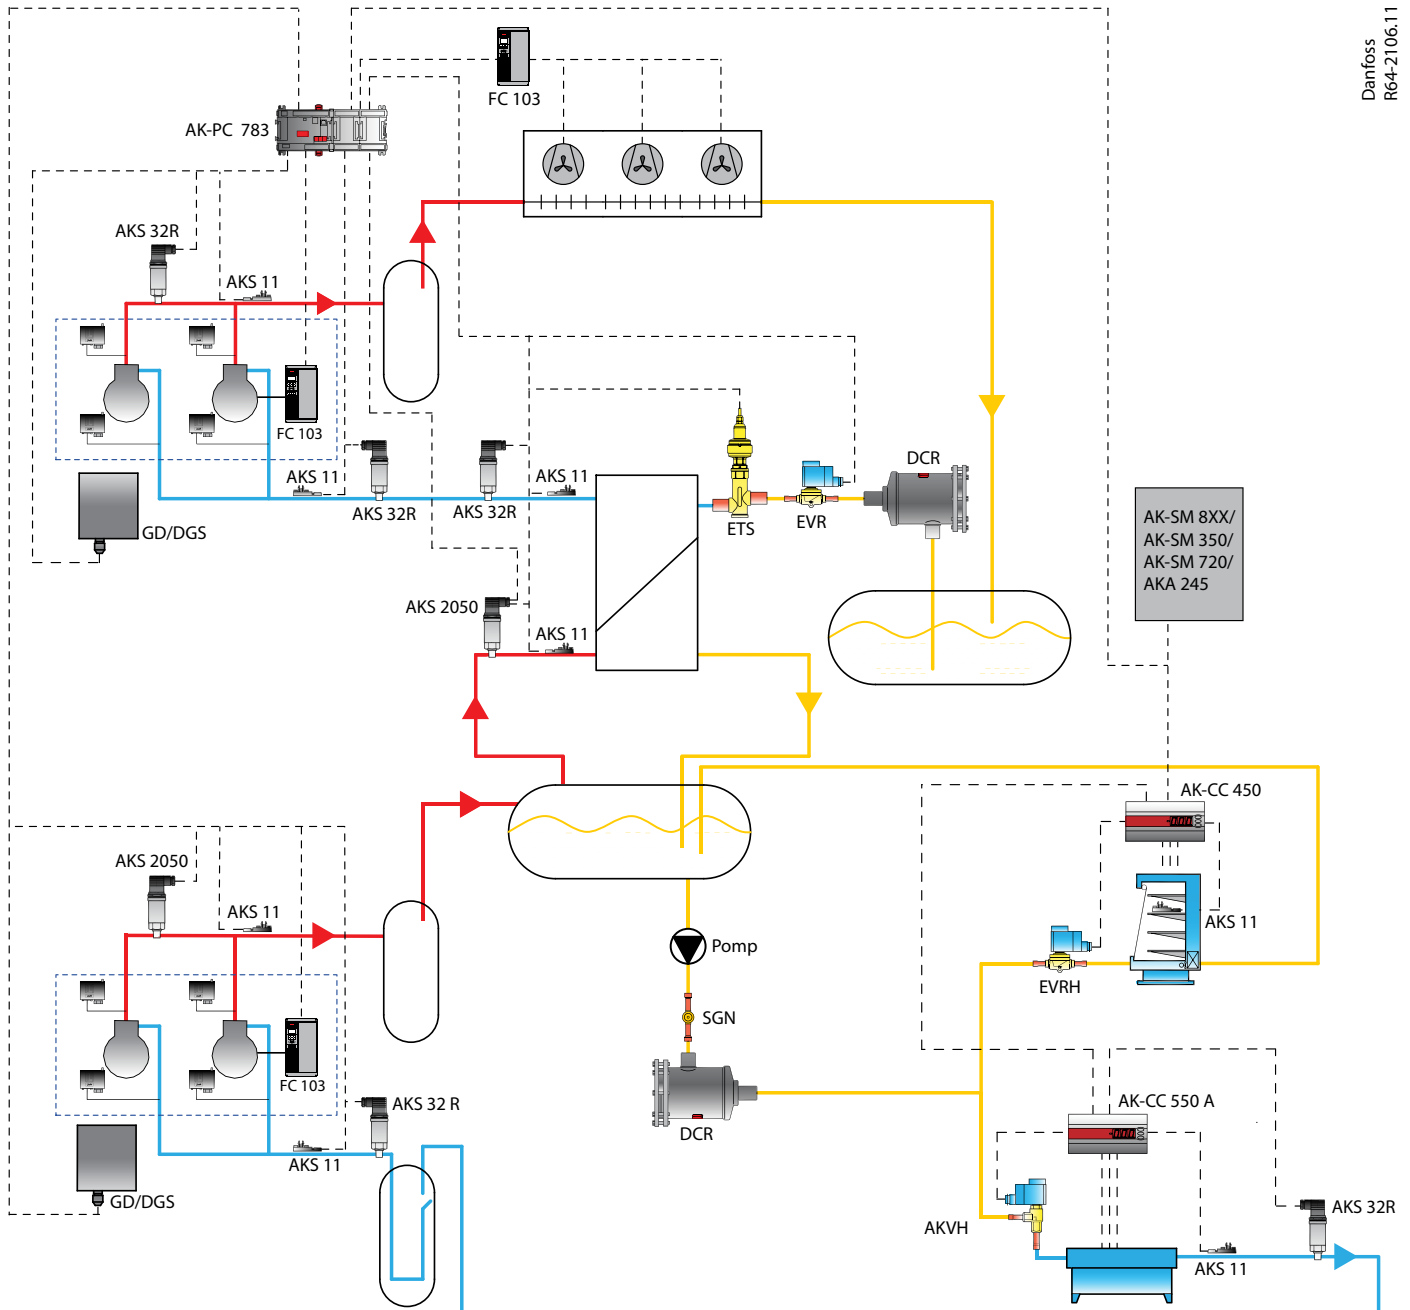 Danfoss
R64-2106.11
FC 103
AK-PC 783
AKS 32R
AKS 11
FC 103
AKS 11
AKS 32R
AKS 32R
AKS 11
GD/DGS
ETS
EVR
DCR
AK-SM 8XX/
AK-SM 350/
AK-SM 720/
AKA 245
AKS 2050
AKS 11
AK-CC 450
AKS 2050
AKS 11
AKS 11
Pomp
EVRH
SGN
FC 103
AKS 32 R
AK-CC 550 A
DCR
AKS 11
GD/DGS
AKVH
AKS 32R
AKS 11